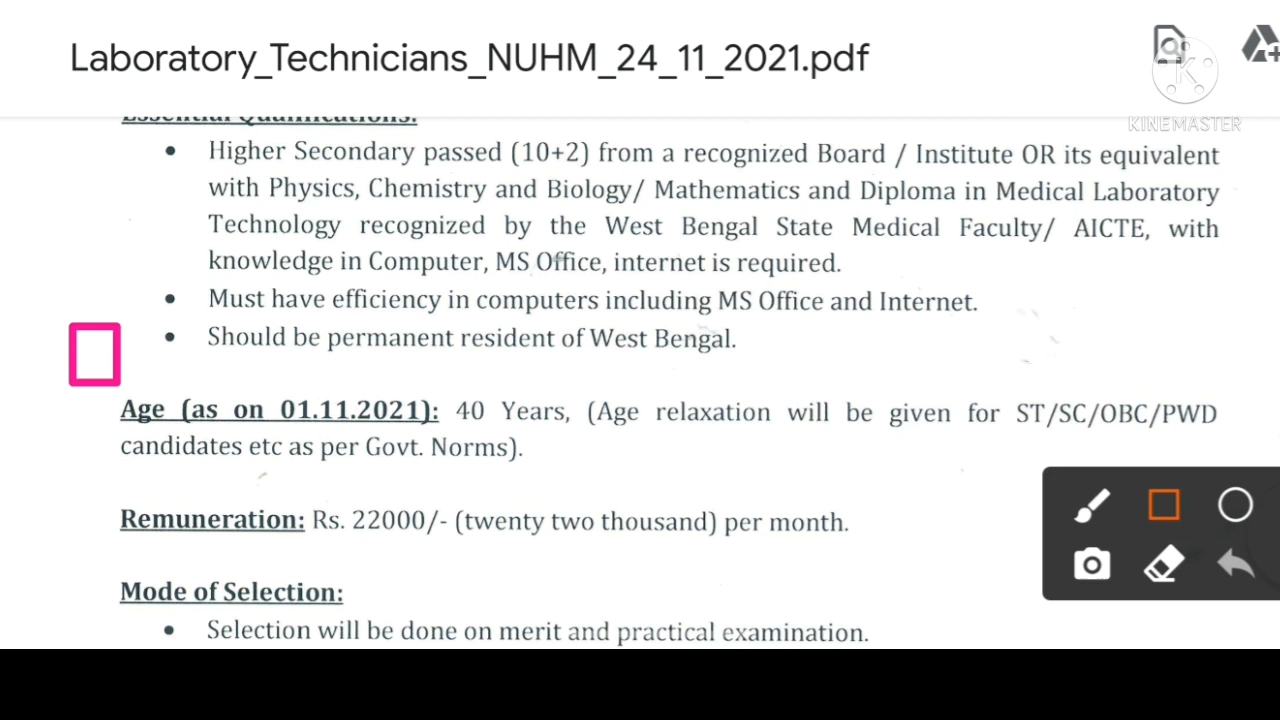 Laboratory_Technicians_NUHM_24_11_2021.pdf
KINEMASTER
Essential Qualifications:
• Higher Secondary passed (10+2) from a recognized Board / Institute OR its equivalent
with Physics, Chemistry and Biology/ Mathematics and Diploma in Medical Laboratory
Technology recognized by the West Bengal State Medical Faculty/ AICTE, with
knowledge in Computer, MS Office, internet is required.
• Must have efficiency in computers including MS Office and Internet.
• Should be permanent resident of West Bengal.
Age (as on 01.11.2021): 40 Years, (Age relaxation will be given for ST/SC/OBC/PWD
candidates etc as per Govt. Norms).
Remuneration: Rs. 22000/- (twenty two thousand) per month.
Mode of Selection:
• Selection will be done on merit and practical examination.